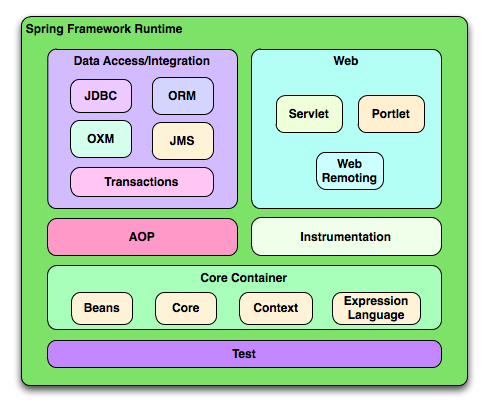 Spring Framework Runtime
Data Access/Integration
JDBC
ORM
OXM
JMS
Transactions
Web
Servlet
Portlet
Web
Remoting
AOP
Instrumentation
Core Container
Beans
Core
Context
Expression
Language
Test